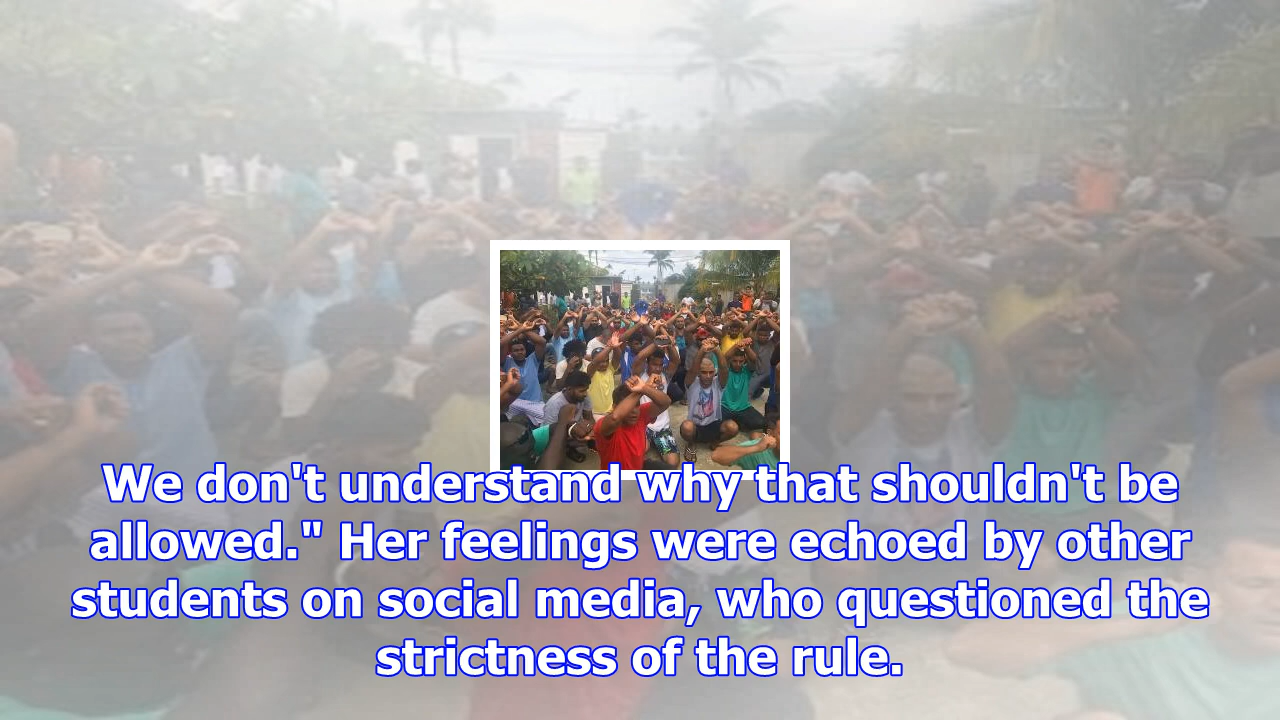 We don't understand why that shouldn't be
allowed." Her feelings were echoed by other
students on social media, who questioned the
strictness of the rule.